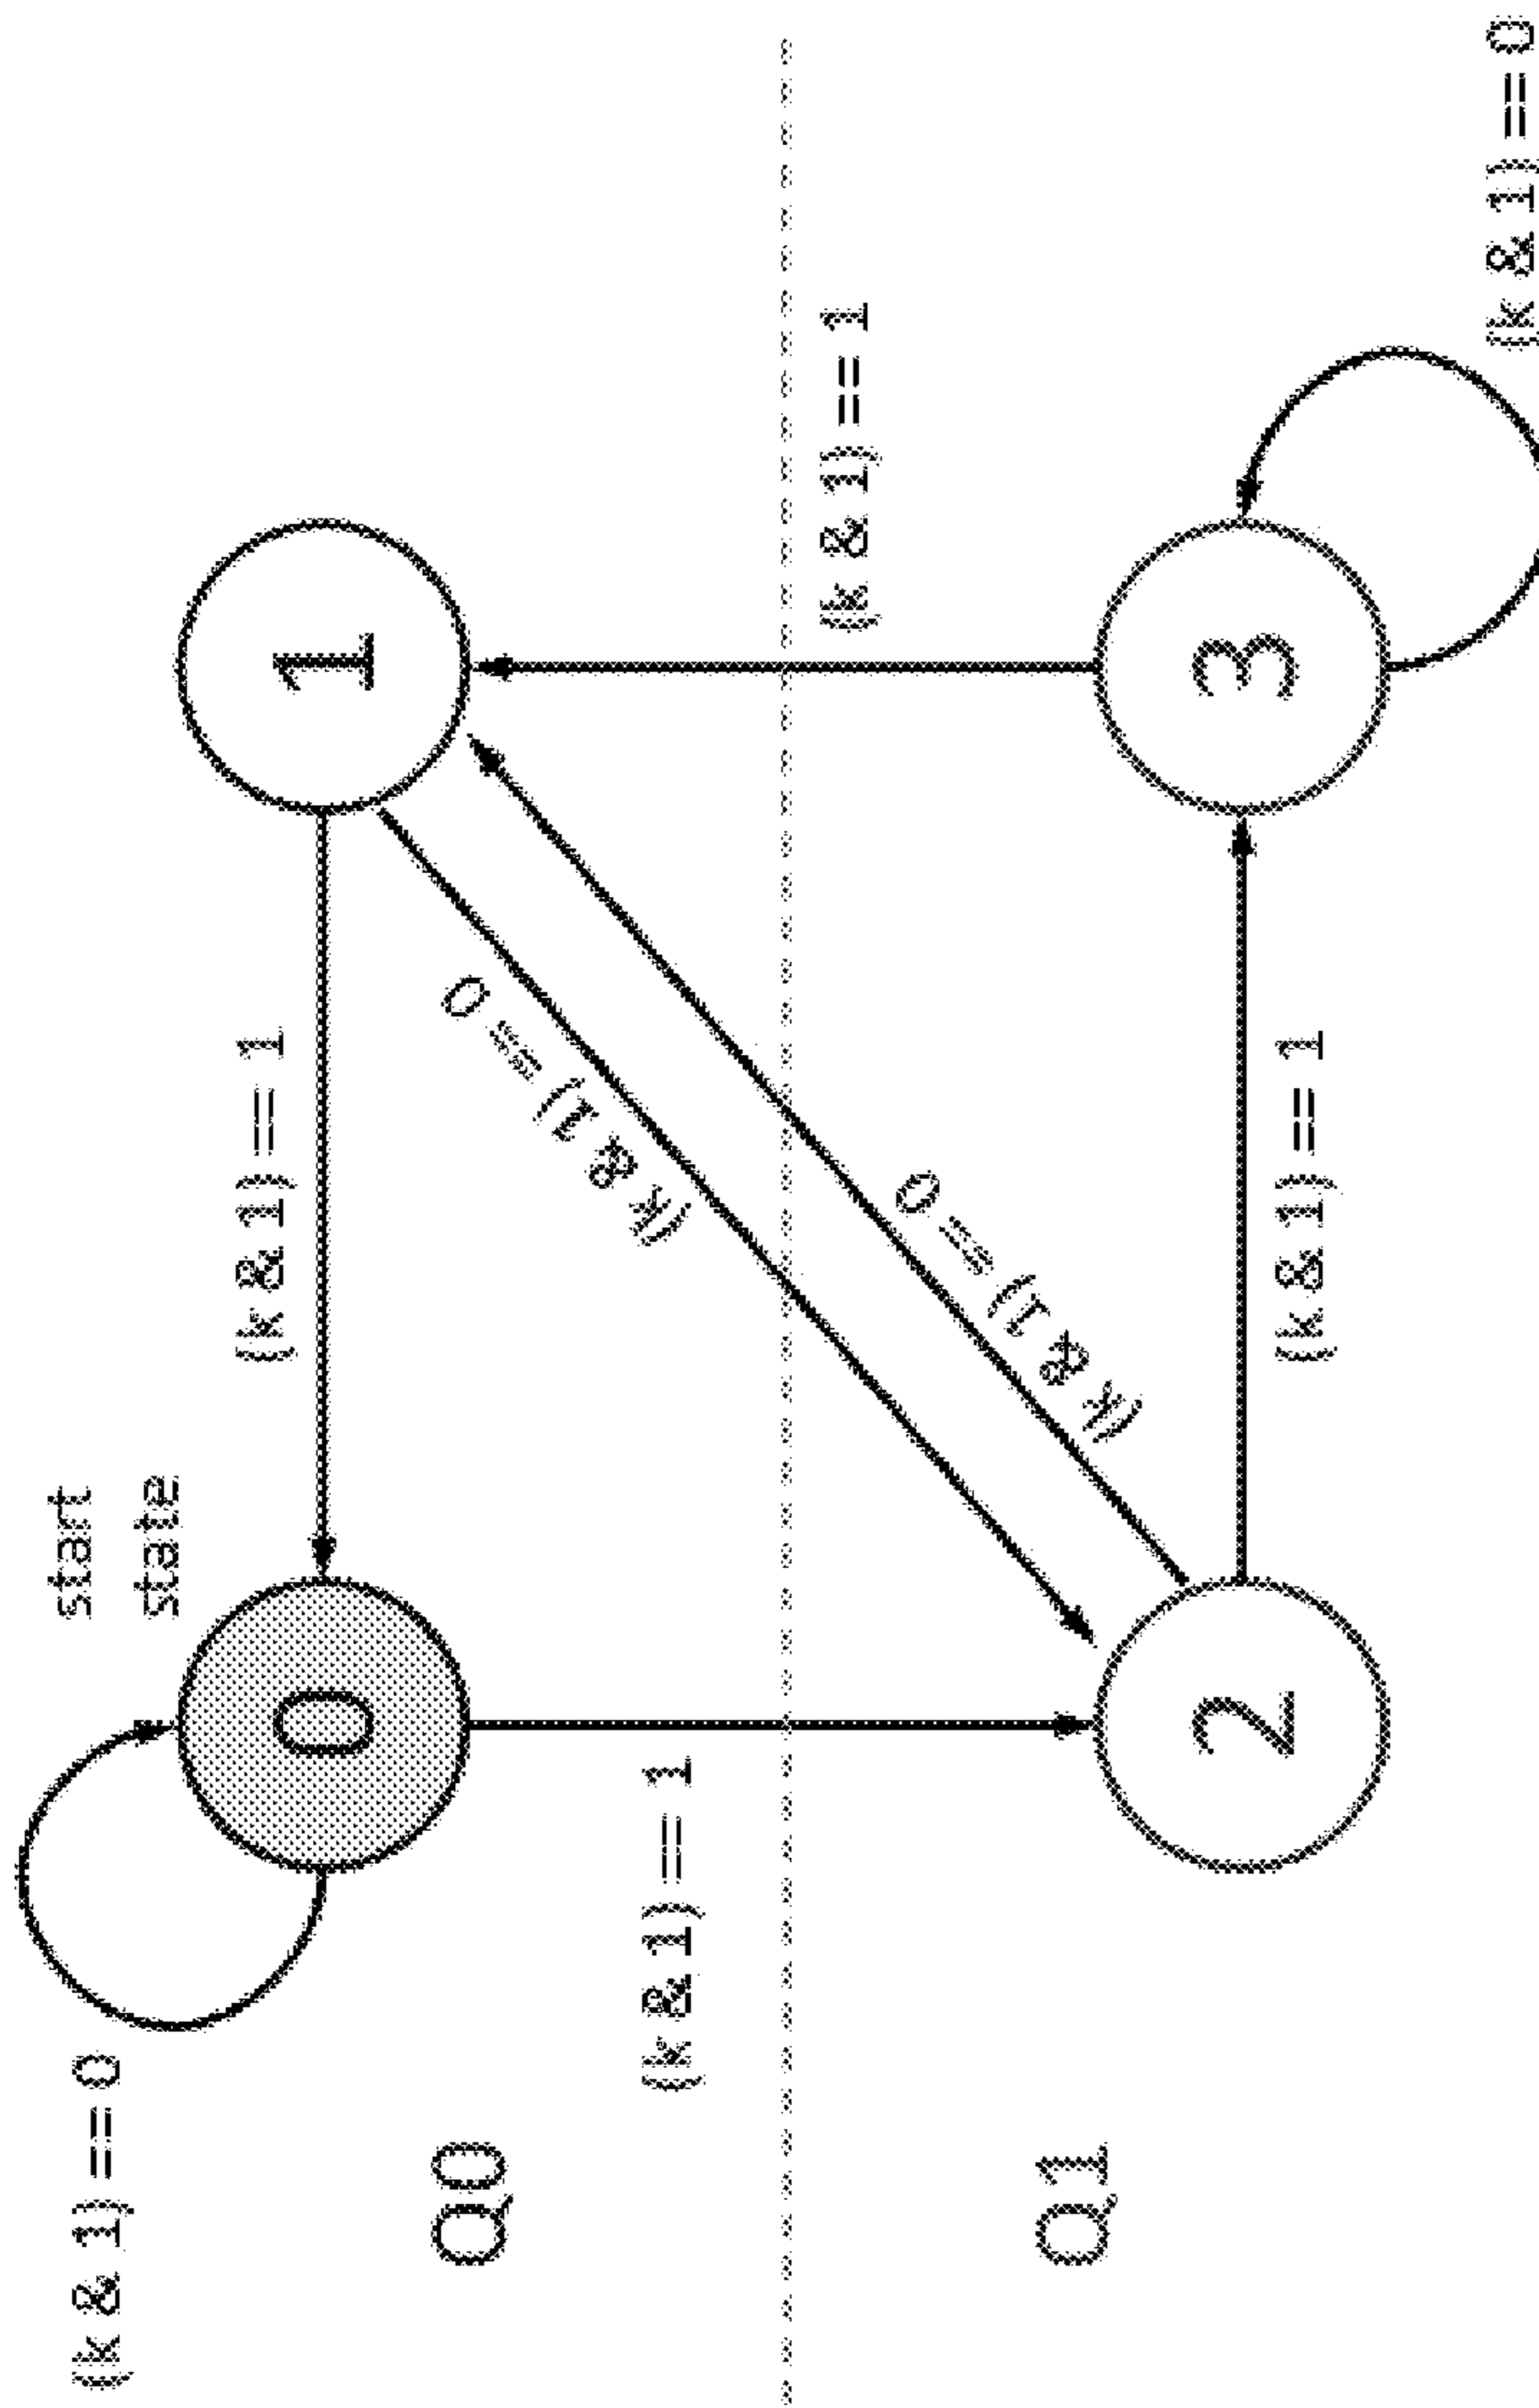 (k & 1) == 0
start
state
0
(k & 1) == 1
1
Q0
(k & 1) == 1
(k & 1) == 0
(k & 1) == 0
(k & 1) == 1
Q1
2
(k & 1) == 1
3
(k & 1) == 0